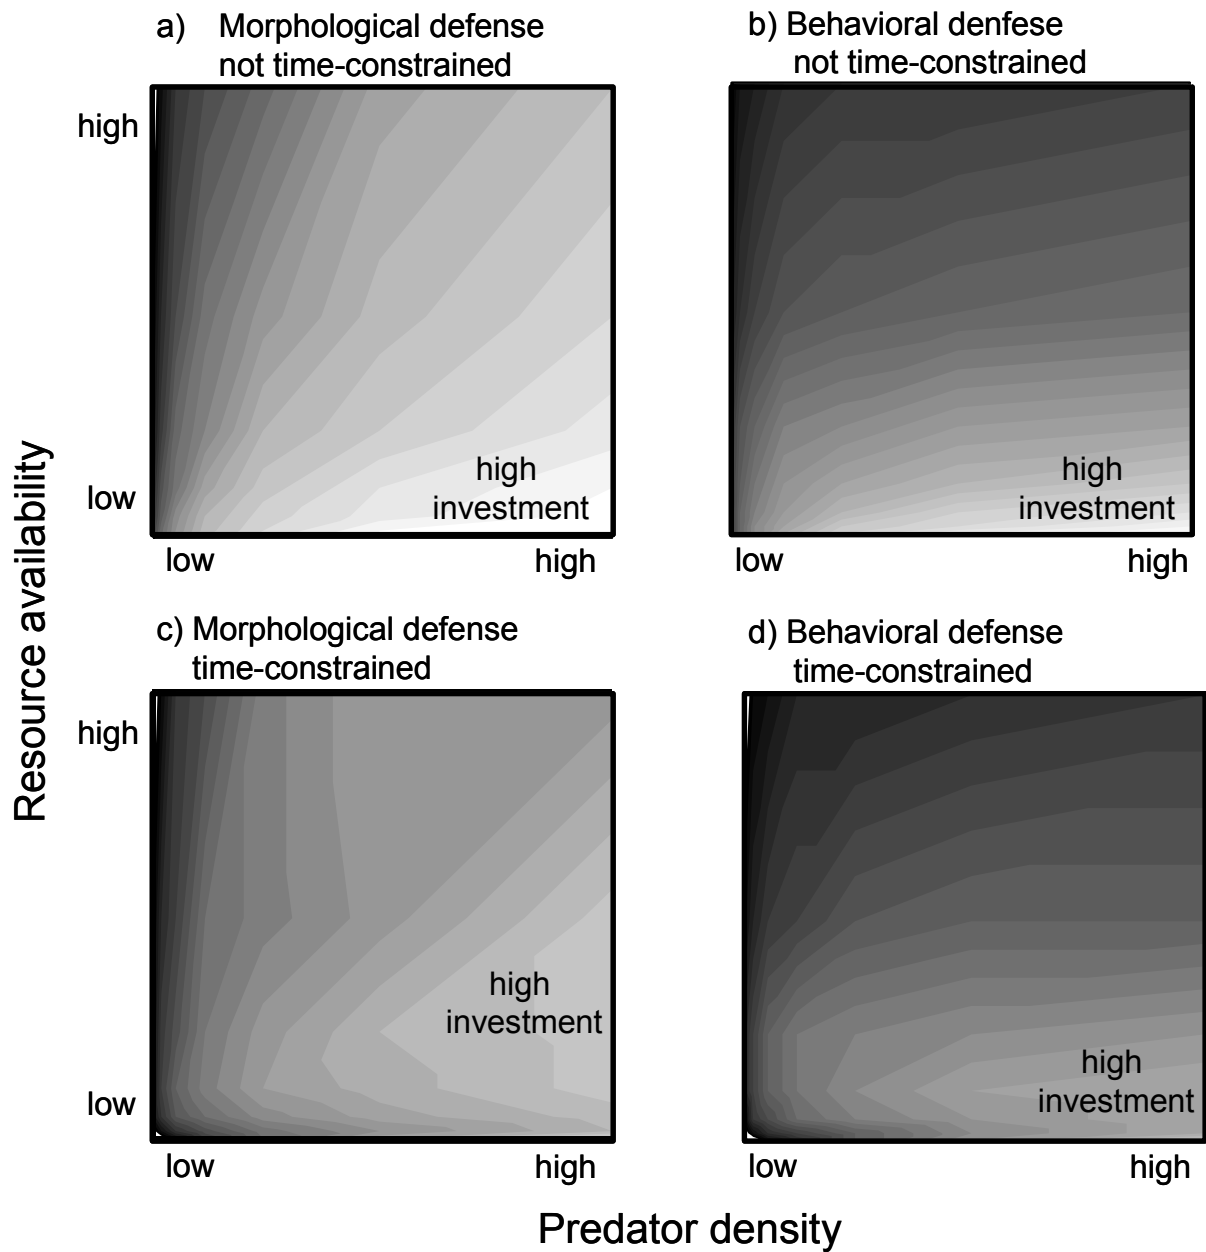 a) Morphological defense
not time-constrained
b) Behavioral denfese
not time-constrained
high
low
high
investment
high
investment
low
high
low
high
c) Morphological defense
time-constrained
d) Behavioral defense
time-constrained
high
low
high
investment
high
investment
low
high
low
high
Resource availability
Predator density